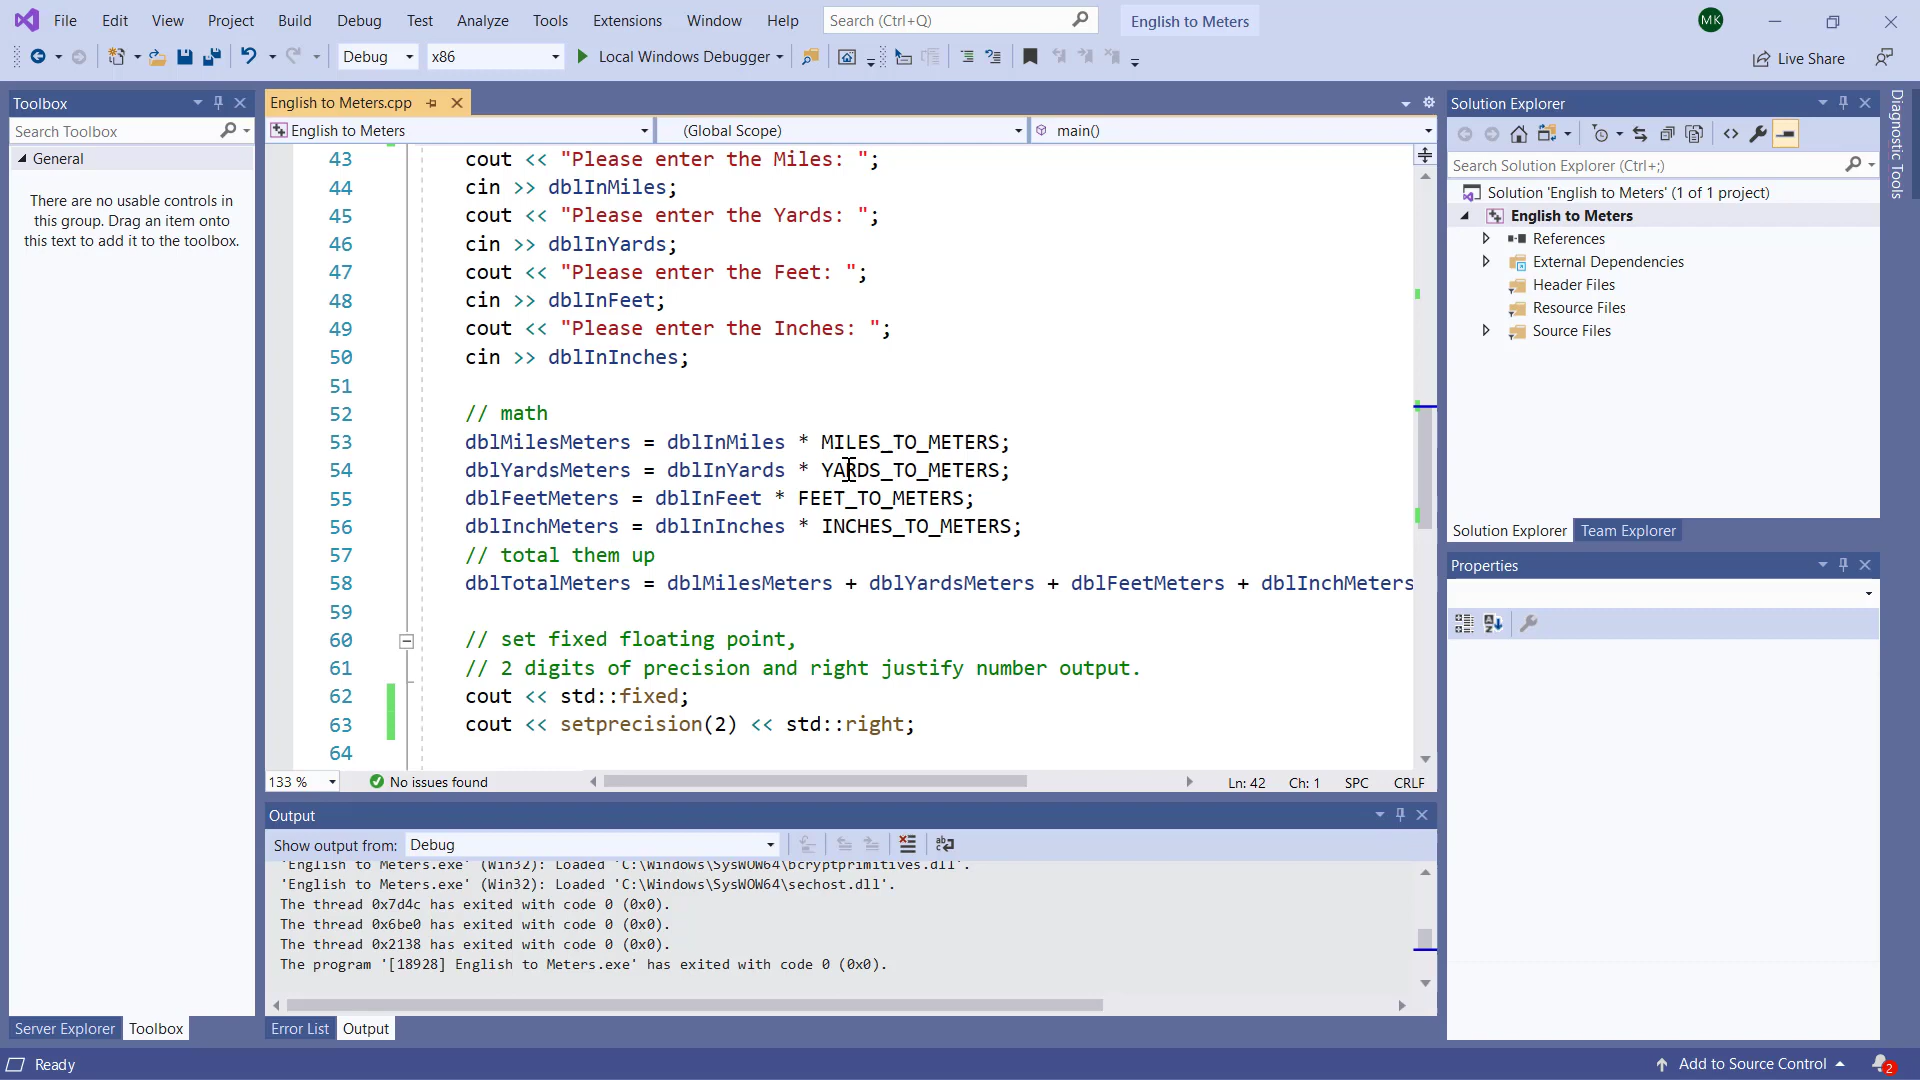 File Edit View Project Build Debug Test Analyze Tools Extensions Window Help Search (Ctrl+Q) English to Meters MK
Debug x86 Local Windows Debugger Live Share
Toolbox
Search Toolbox
General
There are no usable controls in
this group. Drag an item onto
this text to add it to the toolbox.
Server Explorer Toolbox
English to Meters.cpp
English to Meters (Global Scope) main()
43 cout << "Please enter the Miles: ";
44 cin >> dblInMiles;
45 cout << "Please enter the Yards: ";
46 cin >> dblInYards;
47 cout << "Please enter the Feet: ";
48 cin >> dblInFeet;
49 cout << "Please enter the Inches: ";
50 cin >> dblInInches;
51
52 // math
53 dblMilesMeters = dblInMiles * MILES_TO_METERS;
54 dblYardsMeters = dblInYards * YARDS_TO_METERS;
55 dblFeetMeters = dblInFeet * FEET_TO_METERS;
56 dblInchMeters = dblInInches * INCHES_TO_METERS;
57 // total them up
58 dblTotalMeters = dblMilesMeters + dblYardsMeters + dblFeetMeters + dblInchMeters
59
60 // set fixed floating point,
61 // 2 digits of precision and right justify number output.
62 cout << std::fixed;
63 cout << setprecision(2) << std::right;
64
133 % No issues found Ln: 42 Ch: 1 SPC CRLF
Output
Show output from: Debug
'English to Meters.exe' (Win32): Loaded 'C:\Windows\SysWOW64\bcryptprimitives.dll'.
'English to Meters.exe' (Win32): Loaded 'C:\Windows\SysWOW64\sechost.dll'.
The thread 0x7d4c has exited with code 0 (0x0).
The thread 0x6be0 has exited with code 0 (0x0).
The thread 0x2138 has exited with code 0 (0x0).
The program '[18928] English to Meters.exe' has exited with code 0 (0x0).
Error List Output
Solution Explorer
Search Solution Explorer (Ctrl+;)
Solution 'English to Meters' (1 of 1 project)
English to Meters
References
External Dependencies
Header Files
Resource Files
Source Files
Solution Explorer Team Explorer
Properties
Diagnostic Tools
Ready Add to Source Control 2